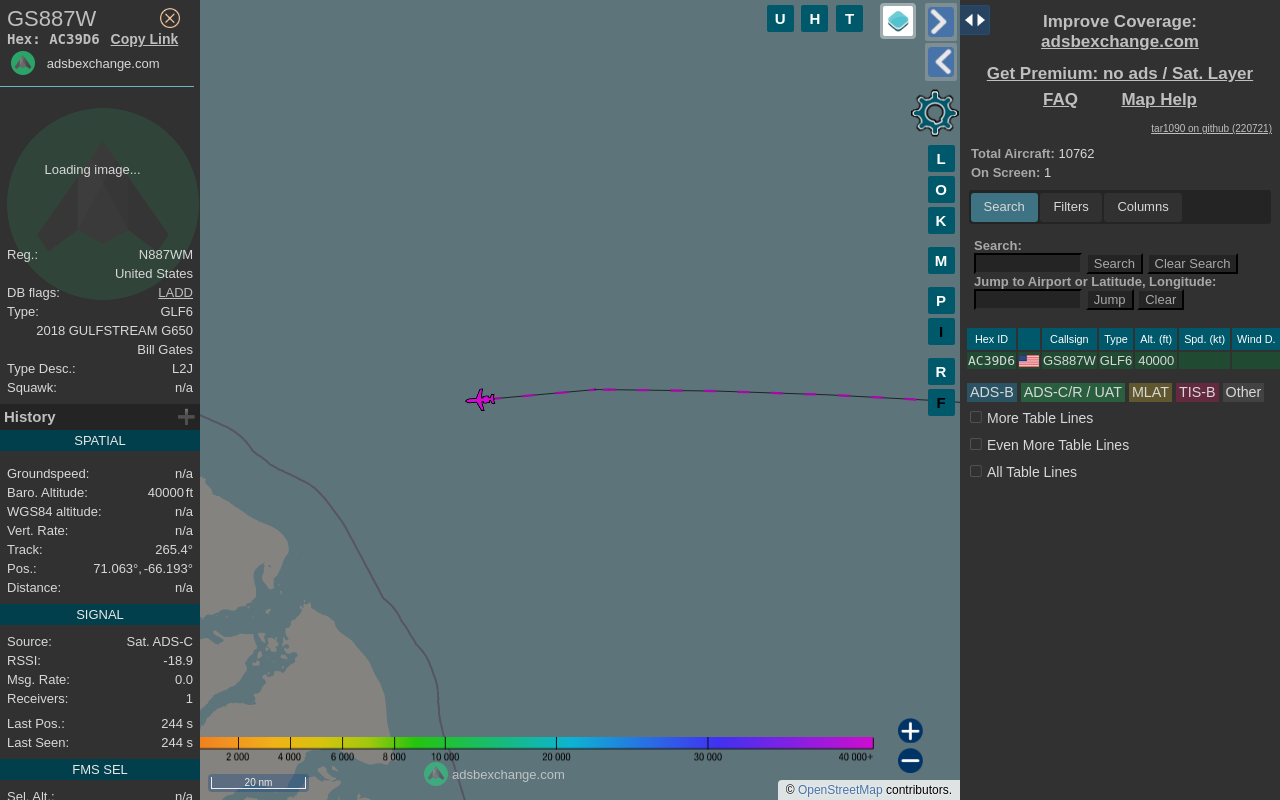 GS887W
Hex: AC39D6 Copy Link
adsbexchange.com
Loading image...
Reg.: N887WM
United States
DB flags: LADD
Type: GLF6
2018 GULFSTREAM G650
Bill Gates
Type Desc.: L2J
Squawk: n/a
History
SPATIAL
Groundspeed: n/a
Baro. Altitude: 40000 ft
WGS84 altitude: n/a
Vert. Rate: n/a
Track: 265.4°
Pos.: 71.063°, -66.193°
Distance: n/a
SIGNAL
Source: Sat. ADS-C
RSSI: -18.9
Msg. Rate: 0.0
Receivers: 1
Last Pos.: 244 s
Last Seen: 244 s
FMS SEL
Sel. Alt.: n/a
U H T
L
O
K
M
P
I
R
F
2 000 4 000 6 000 8 000 10 000 20 000 30 000 40 000+
20 nm
adsbexchange.com
© OpenStreetMap contributors.
Improve Coverage:
adsbexchange.com
Get Premium: no ads / Sat. Layer
FAQ Map Help
tar1090 on github (220721)
Total Aircraft: 10762
On Screen: 1
Search Filters Columns
Search:
Search Clear Search
Jump to Airport or Latitude, Longitude:
Jump Clear
Hex ID Callsign Type Alt. (ft) Spd. (kt) Wind D.
AC39D6 GS887W GLF6 40000
ADS-B ADS-C/R / UAT MLAT TIS-B Other
More Table Lines
Even More Table Lines
All Table Lines